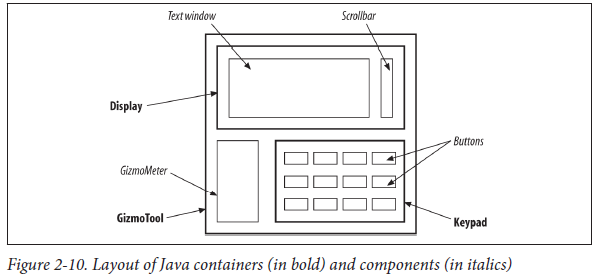 Text window
Scrollbar
Display
Buttons
GizmoMeter
GizmoTool
Keypad
Figure 2-10. Layout of Java containers (in bold) and components (in italics)